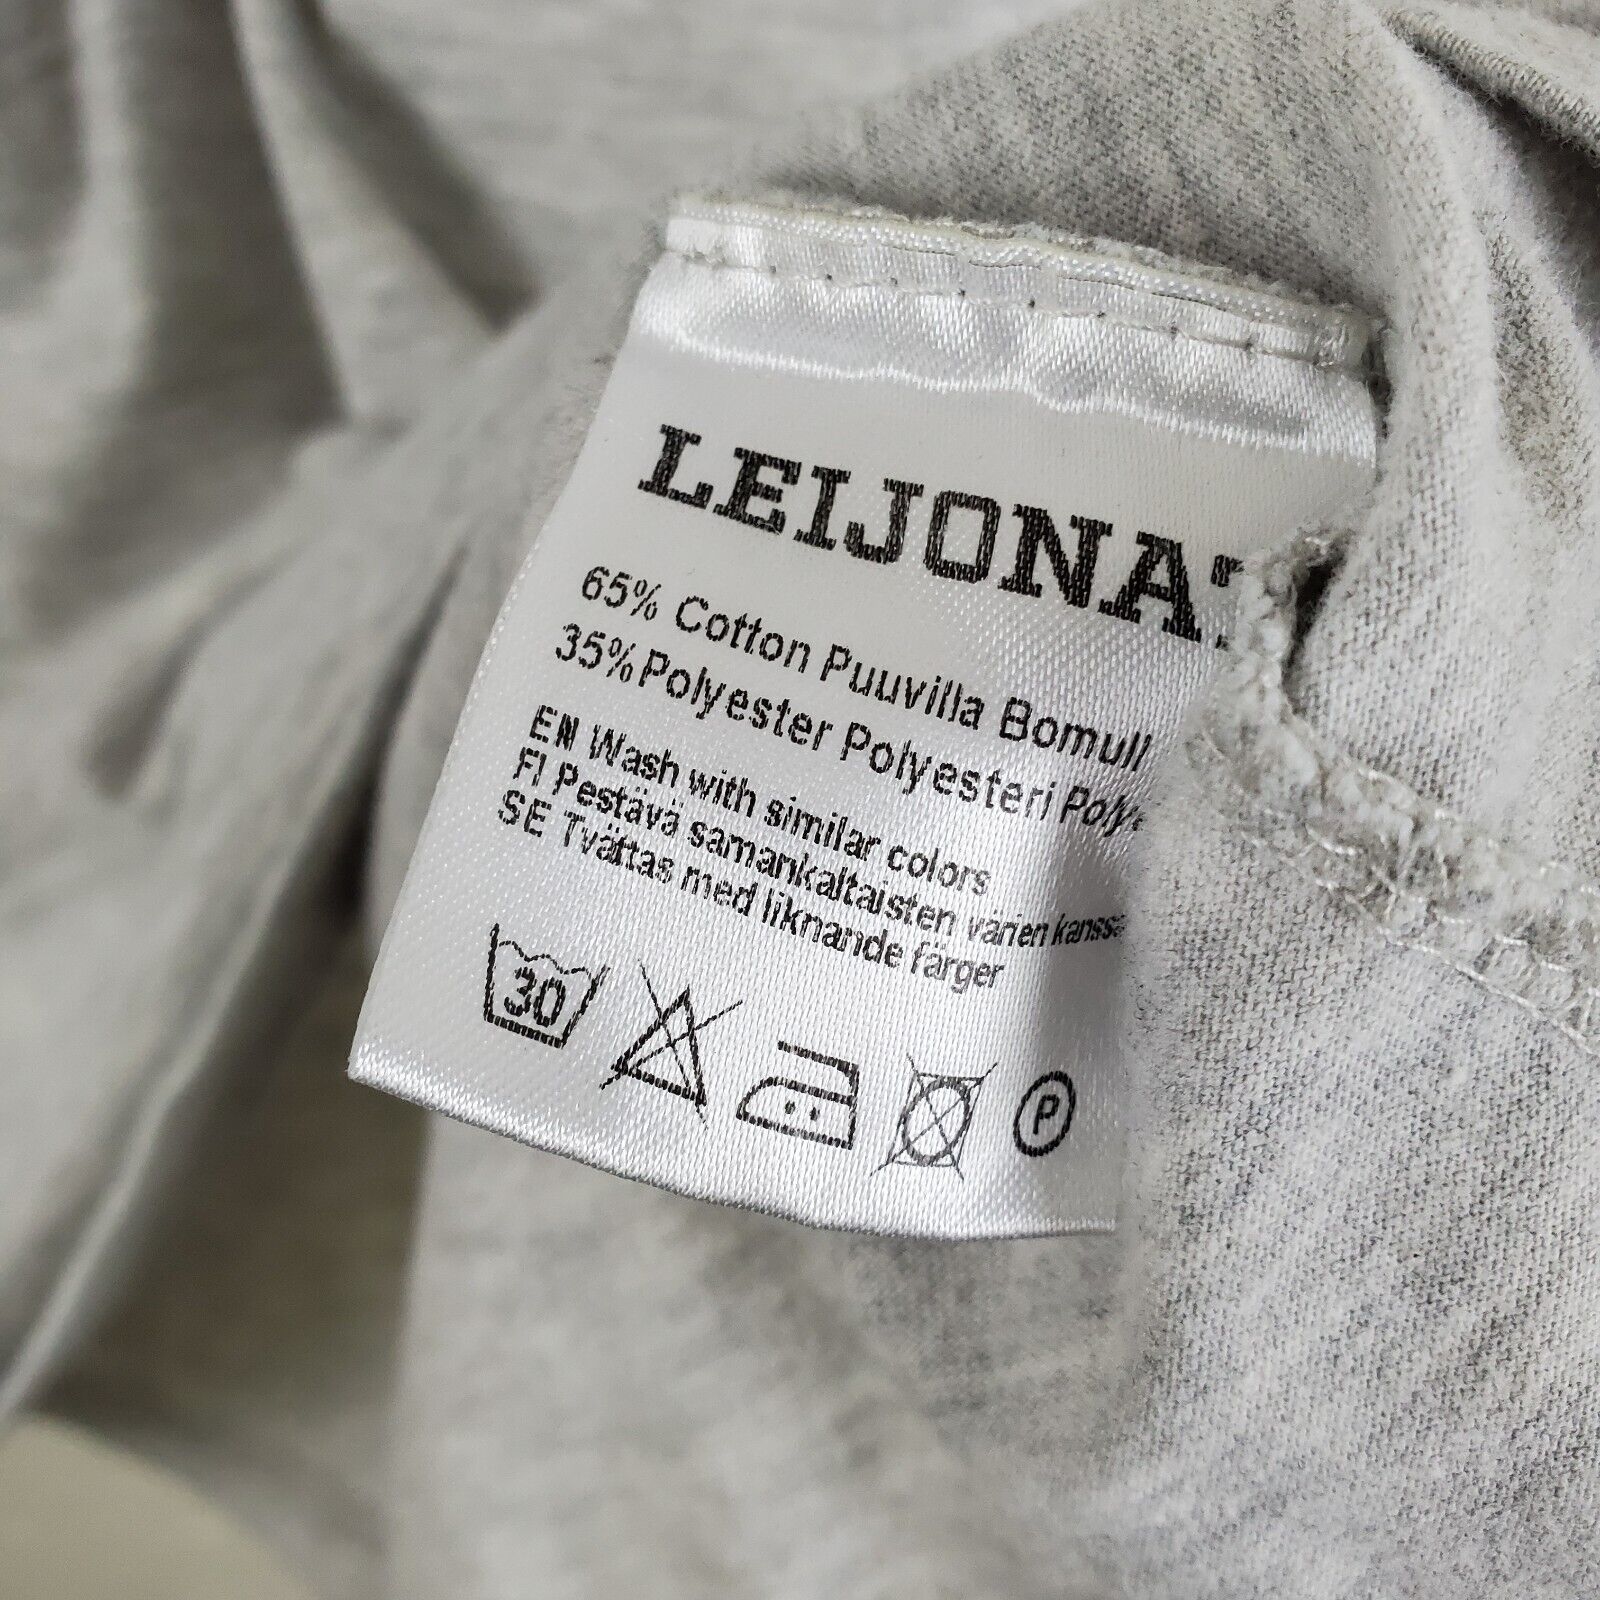 LEIJONA
65% Cotton Puuvilla Bomull
35% Polyester Polyesteri
EN Wash with similar colors
FI Pestävä samankaltaisten värien kanssa
SE Tvättas med liknande färger
30
P